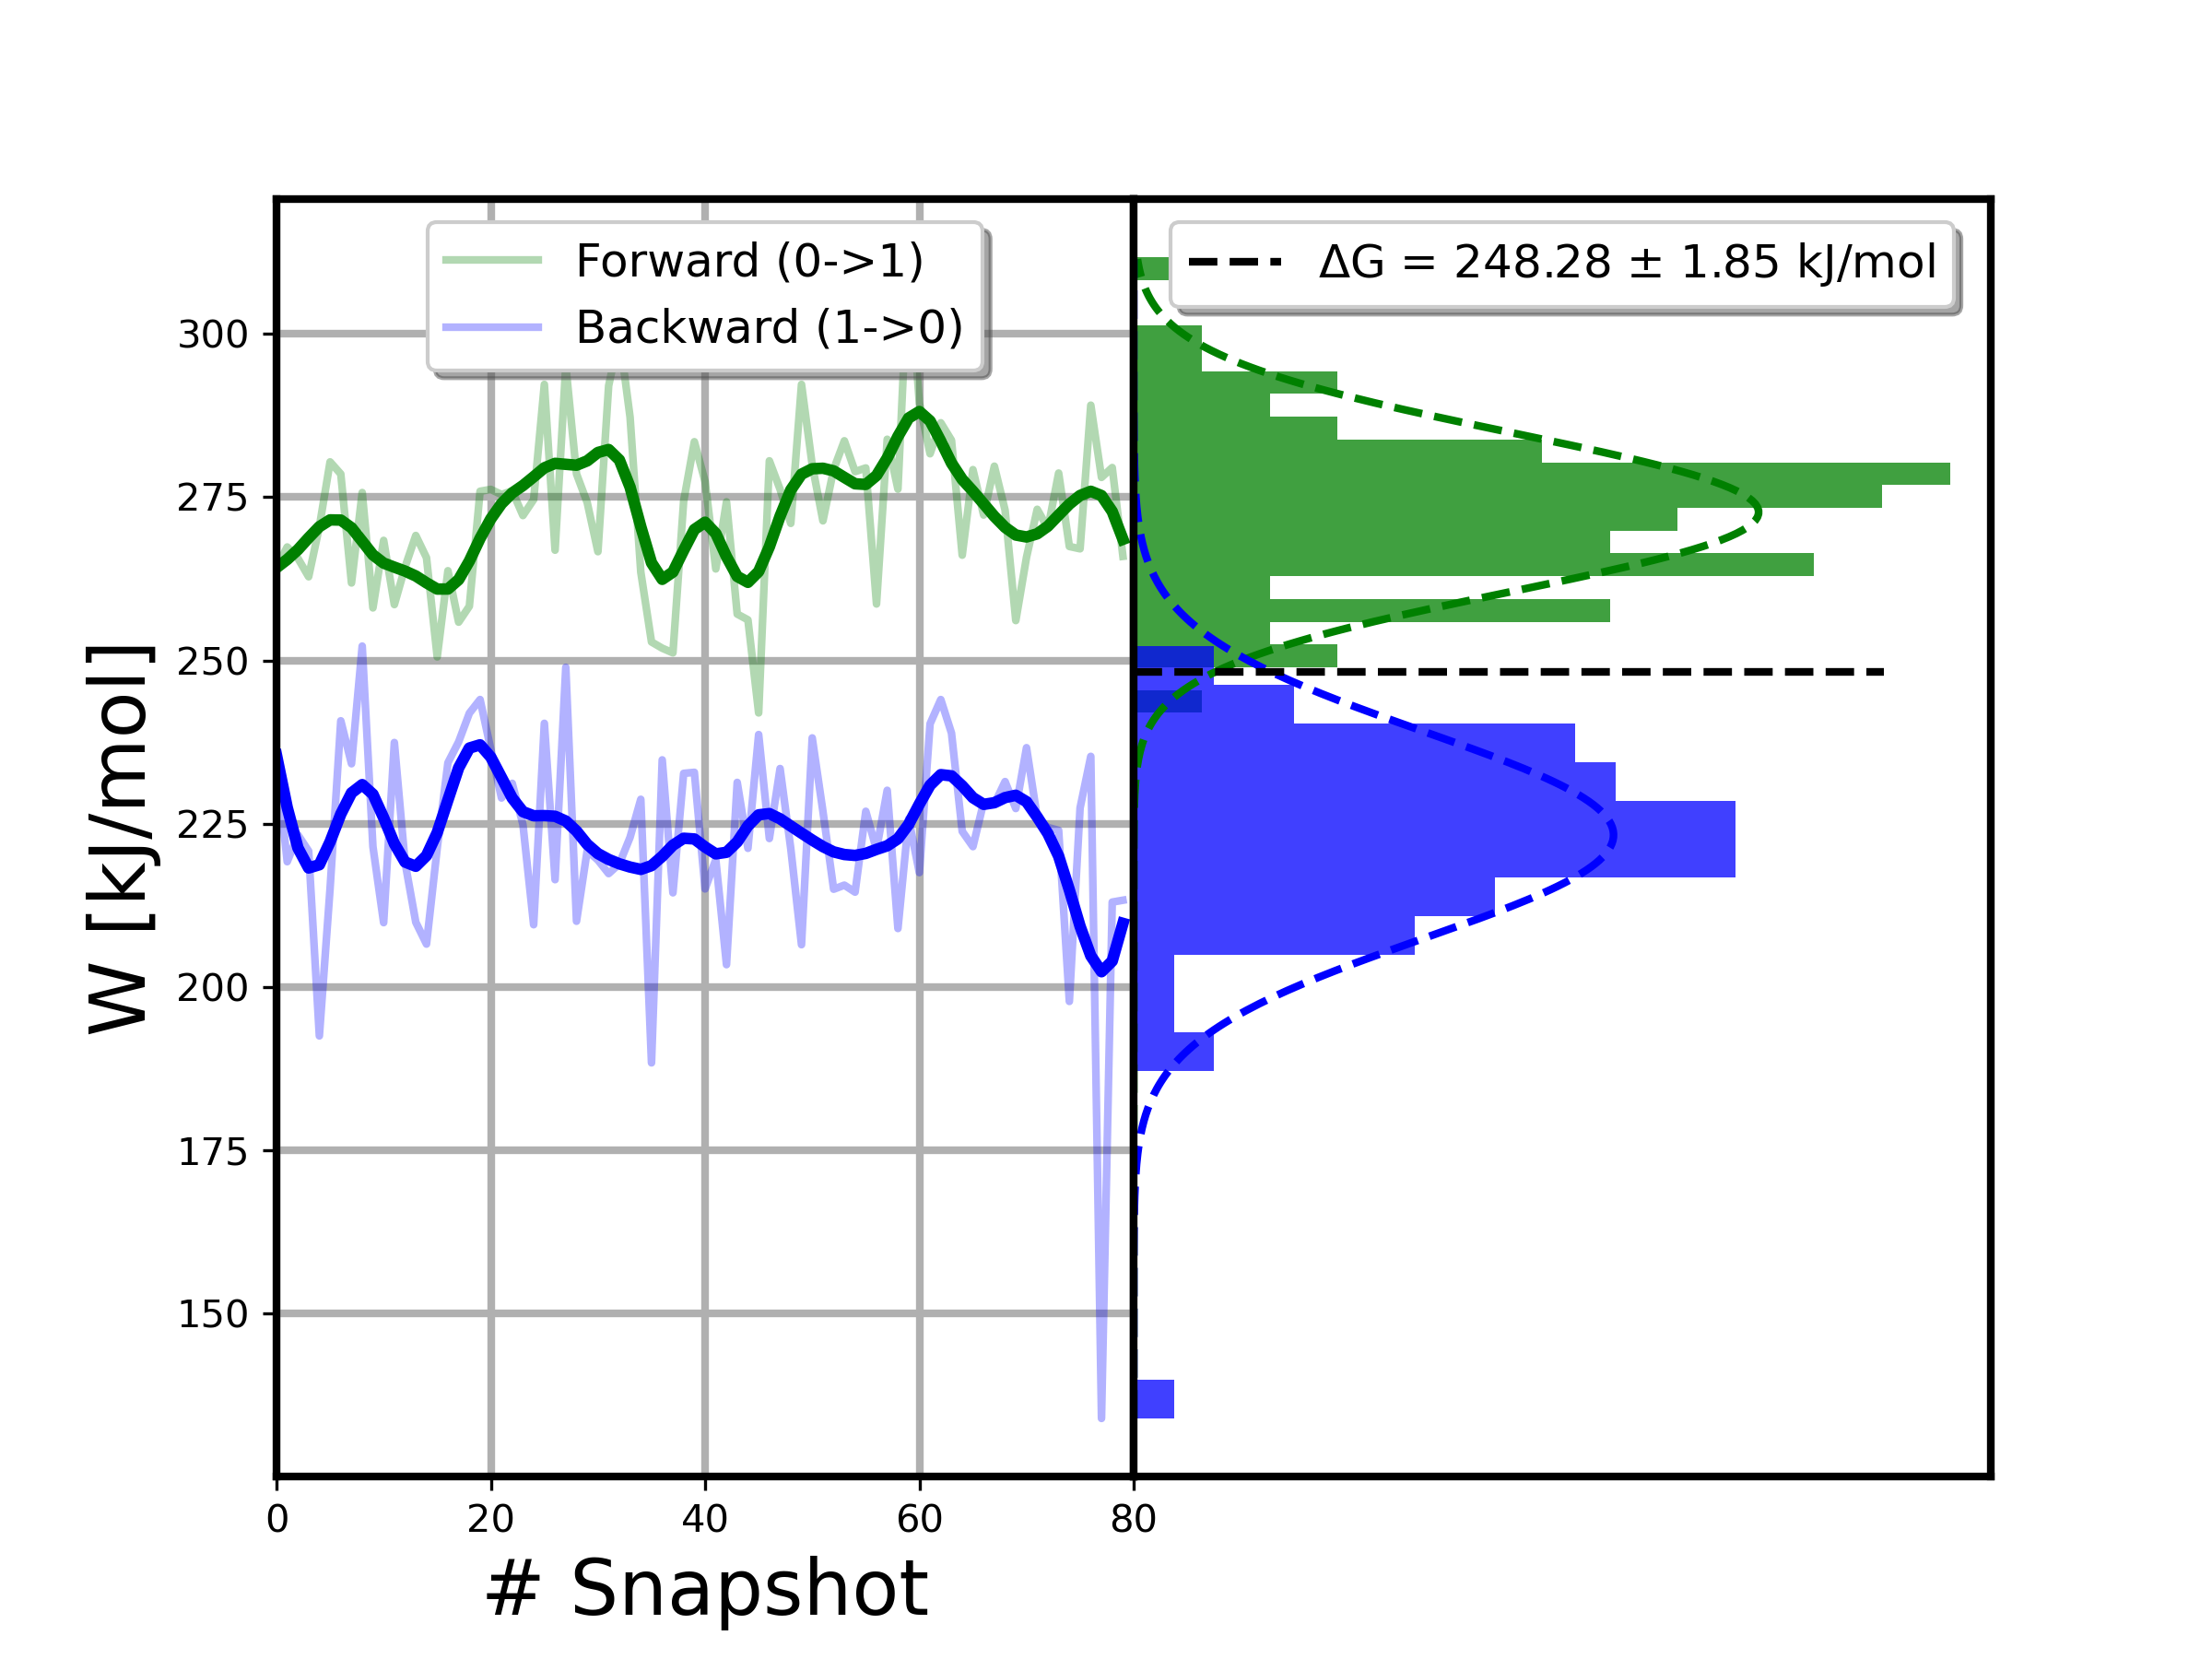 Forward (0->1)
Backward (1->0)
ΔG = 248.28 ± 1.85 kJ/mol
W [kJ/mol]
300
275
250
225
200
175
150
0 20 40 60 80
# Snapshot